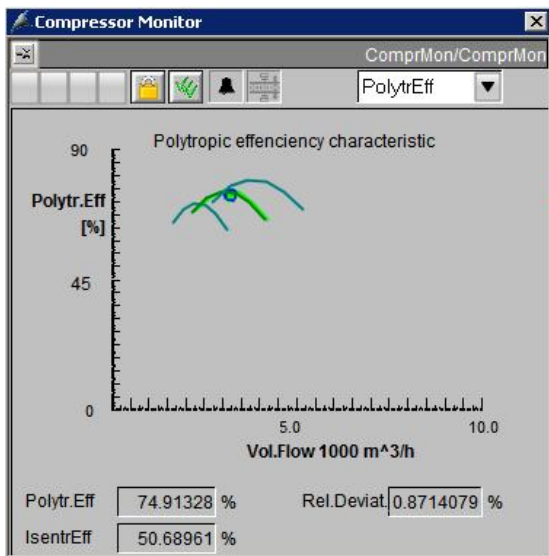 Compressor Monitor
ComprMon/ComprMon
PolytrEff
Polytropic effenciency characteristic
90
Polytr.Eff
[%]
45
0
5.0
10.0
Vol.Flow 1000 m^3/h
Polytr.Eff 74.91328 % Rel.Deviat. 0.8714079 %
IsentrEff 50.68961 %